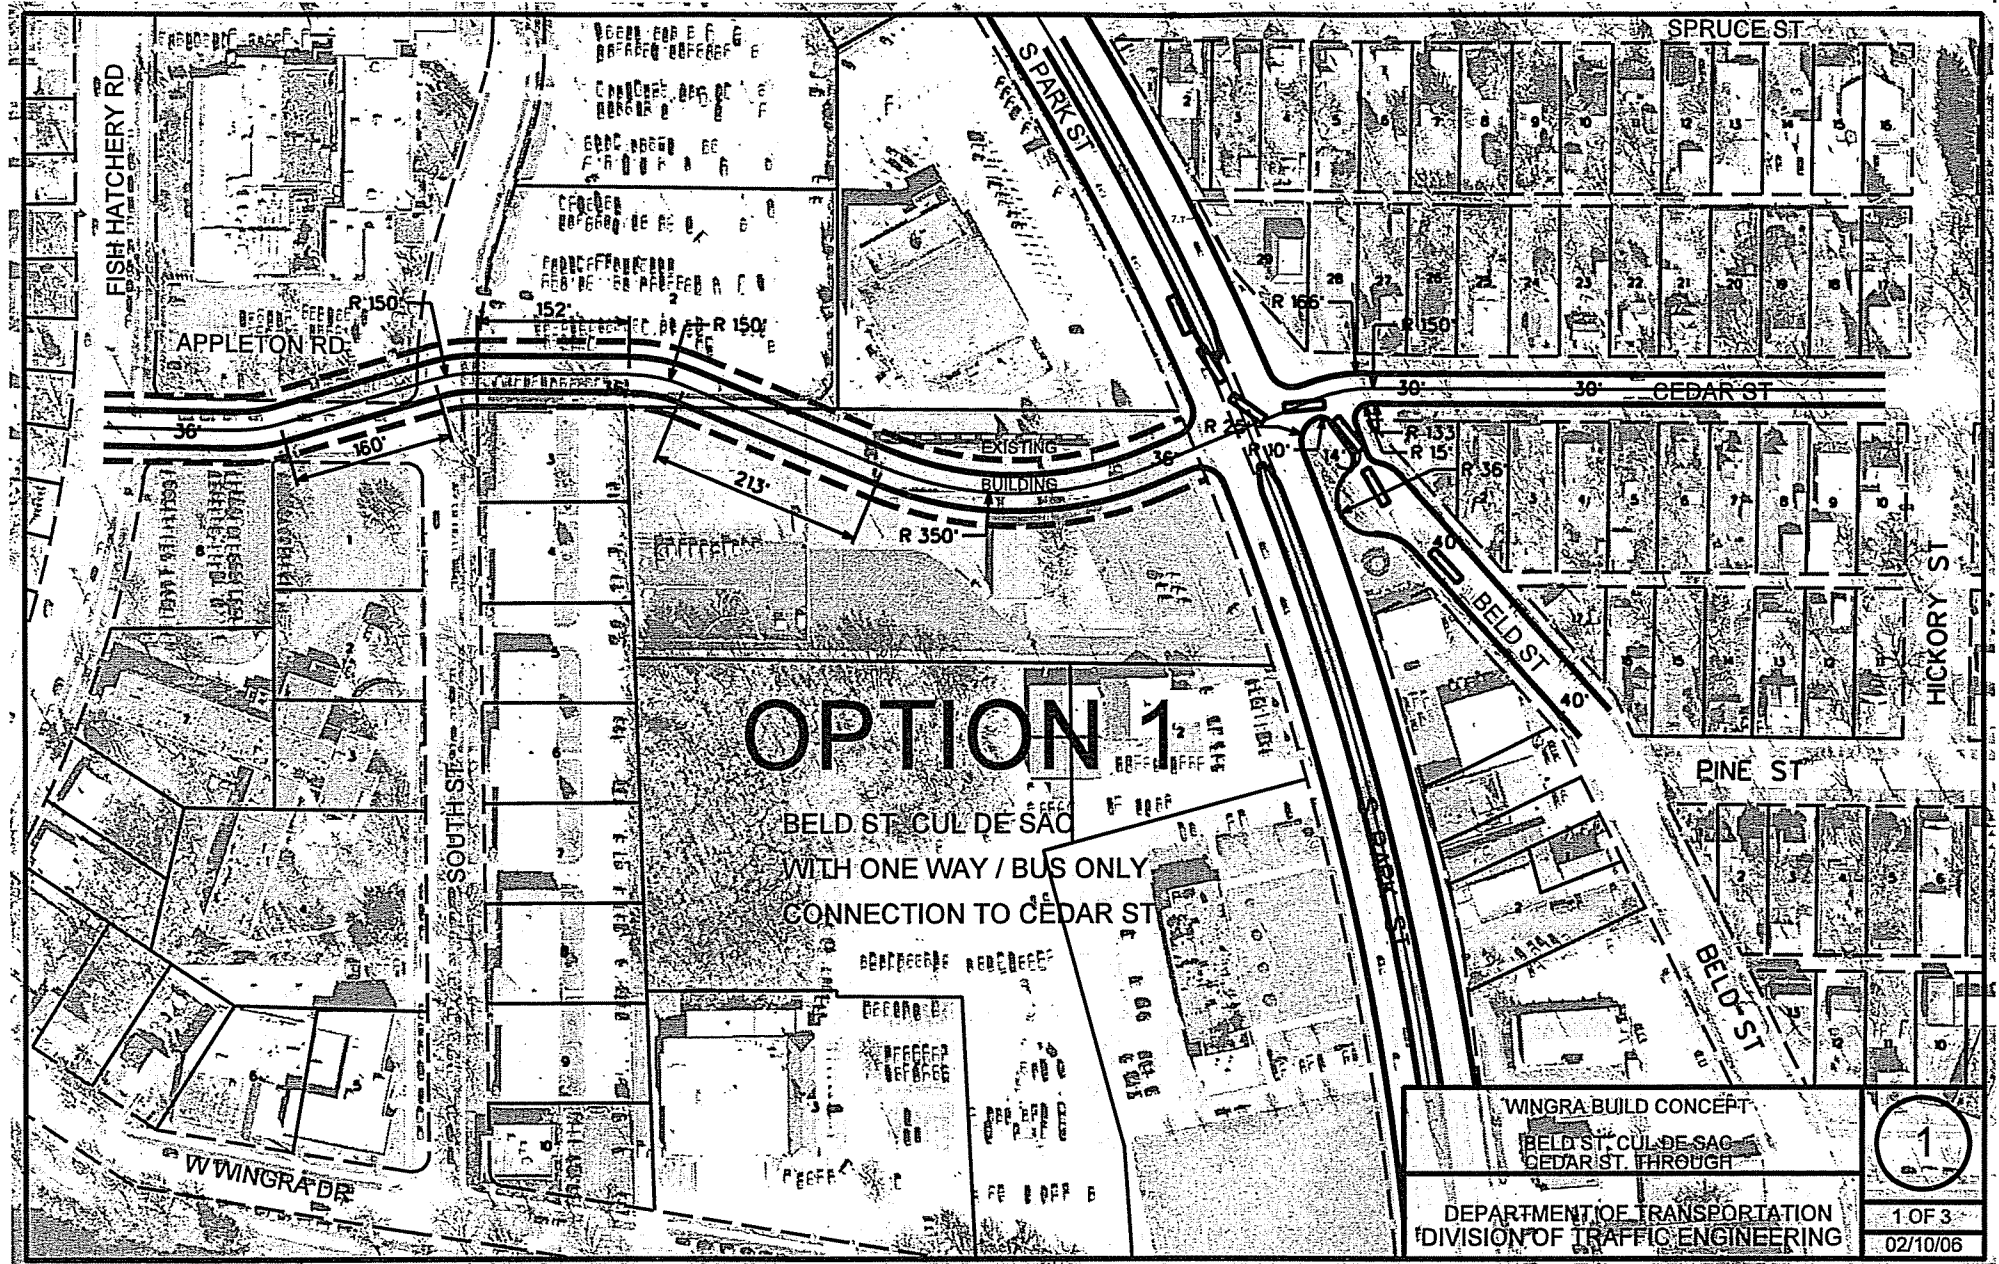 SPRUCE ST
S PARK ST
FISH HATCHERY RD
R 150'
152'
R 150'
R 166'
R 150'
APPLETON RD
36'
30'
30'
CEDAR ST
36'
160'
EXISTING
BUILDING
R 25'
36'
R 10'
14'
R 133'
R 15'
R 36'
213'
R 350'
40'
BELD ST
40'
HICKORY ST
OPTION 1
PINE ST
SOUTH ST
BELD ST CUL DE SAC
WITH ONE WAY / BUS ONLY
CONNECTION TO CEDAR ST
S PARK ST
BELD ST
W WINGRA DR
WINGRA BUILD CONCEPT
BELD ST. CUL DE SAC
CEDAR ST. THROUGH
1
DEPARTMENT OF TRANSPORTATION
DIVISION OF TRAFFIC ENGINEERING
1 OF 3
02/10/06